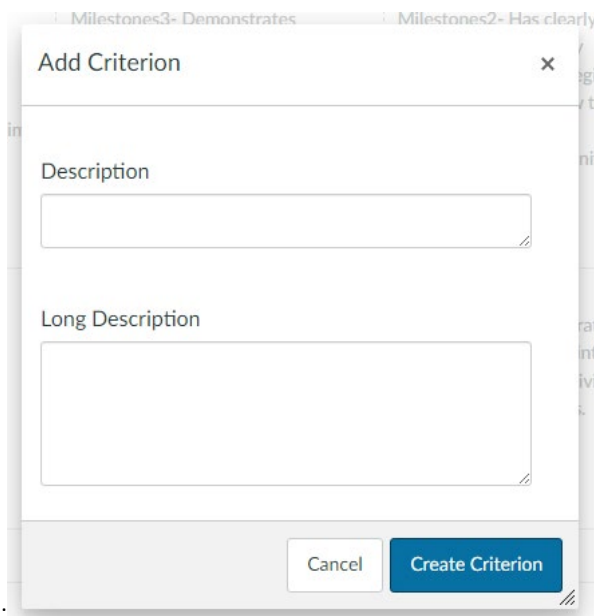 Milestones3- Demonstrates
Milestones2- Has clearly
Add Criterion
×
Description
Long Description
Cancel
Create Criterion
.